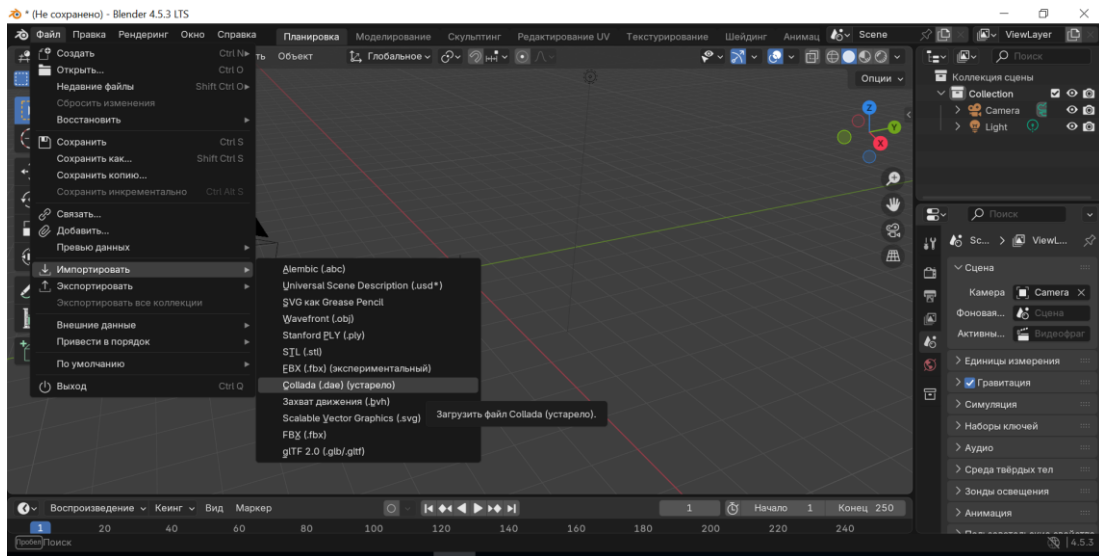 * (Не сохранено) - Blender 4.5.3 LTS
Файл Правка Рендеринг Окно Справка Планировка Моделирование Скульптинг Редактирование UV Текстурирование Шейдинг Анимац Scene ViewLayer
ть Объект Глобальное Опции Поиск
Создать Ctrl N
Открыть... Ctrl O
Недавние файлы Shift Ctrl O
Сбросить изменения
Восстановить
Сохранить Ctrl S
Сохранить как... Shift Ctrl S
Сохранить копию...
Сохранить инкрементально Ctrl Alt S
Связать...
Добавить...
Превью данных
Импортировать
Экспортировать
Экспортировать все коллекции
Внешние данные
Привести в порядок
По умолчанию
Выход Ctrl Q
Alembic (.abc)
Universal Scene Description (.usd*)
SVG как Grease Pencil
Wavefront (.obj)
Stanford PLY (.ply)
STL (.stl)
FBX (.fbx) (экспериментальный)
Collada (.dae) (устарело)
Захват движения (.bvh)
Scalable Vector Graphics (.svg)
FBX (.fbx)
glTF 2.0 (.glb/.gltf)
Загрузить файл Collada (устарело).
Z
Y
X
Коллекция сцены
Collection
Camera
Light
Поиск
Sc... ViewL...
Сцена
Камера Camera
Фоновая... Сцена
Активны... Видеофраг
Единицы измерения
Гравитация
Симуляция
Наборы ключей
Аудио
Среда твёрдых тел
Зонды освещения
Анимация
Воспроизведение Кеинг Вид Маркер 1 Начало 1 Конец 250
1 20 40 60 80 100 120 140 160 180 200 220 240
Пробел Поиск 4.5.3